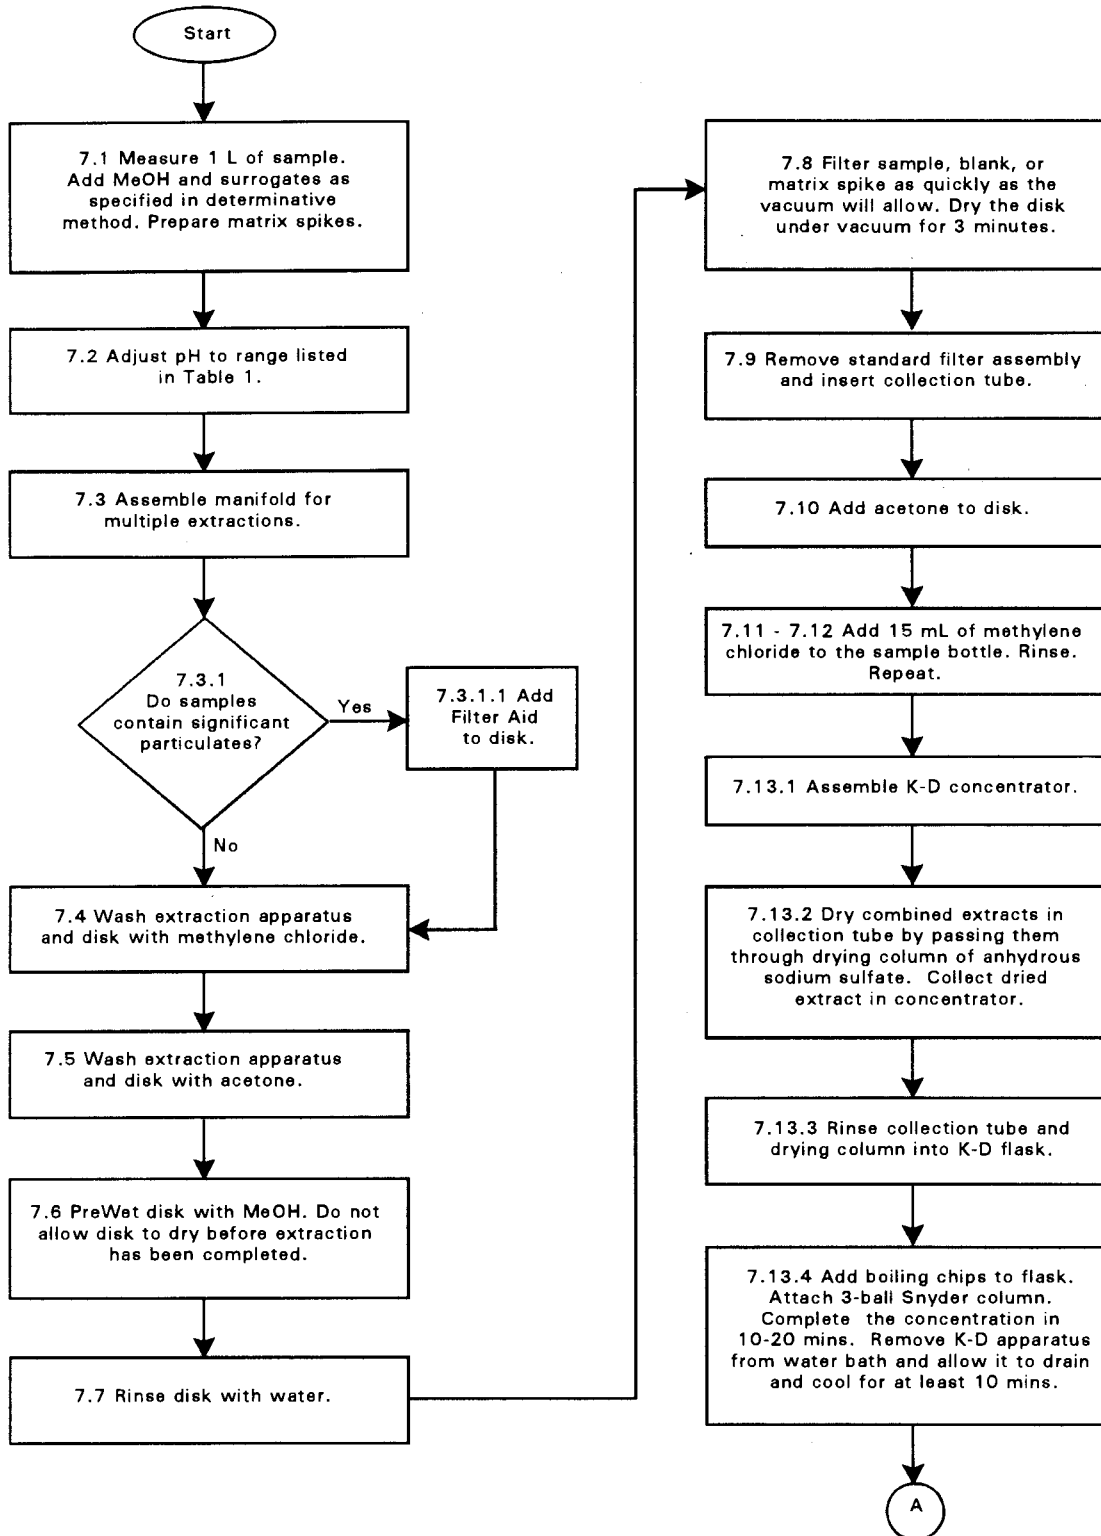 Start
7.1 Measure 1 L of sample.
Add MeOH and surrogates as
specified in determinative
method. Prepare matrix spikes.
7.2 Adjust pH to range listed
in Table 1.
7.3 Assemble manifold for
multiple extractions.
7.3.1
Do samples
contain significant
particulates?
Yes
7.3.1.1 Add
Filter Aid
to disk.
No
7.4 Wash extraction apparatus
and disk with methylene chloride.
7.5 Wash extraction apparatus
and disk with acetone.
7.6 PreWet disk with MeOH. Do not
allow disk to dry before extraction
has been completed.
7.7 Rinse disk with water.
7.8 Filter sample, blank, or
matrix spike as quickly as the
vacuum will allow. Dry the disk
under vacuum for 3 minutes.
7.9 Remove standard filter assembly
and insert collection tube.
7.10 Add acetone to disk.
7.11 - 7.12 Add 15 mL of methylene
chloride to the sample bottle. Rinse.
Repeat.
7.13.1 Assemble K-D concentrator.
7.13.2 Dry combined extracts in
collection tube by passing them
through drying column of anhydrous
sodium sulfate. Collect dried
extract in concentrator.
7.13.3 Rinse collection tube and
drying column into K-D flask.
7.13.4 Add boiling chips to flask.
Attach 3-ball Snyder column.
Complete the concentration in
10-20 mins. Remove K-D apparatus
from water bath and allow it to drain
and cool for at least 10 mins.
A